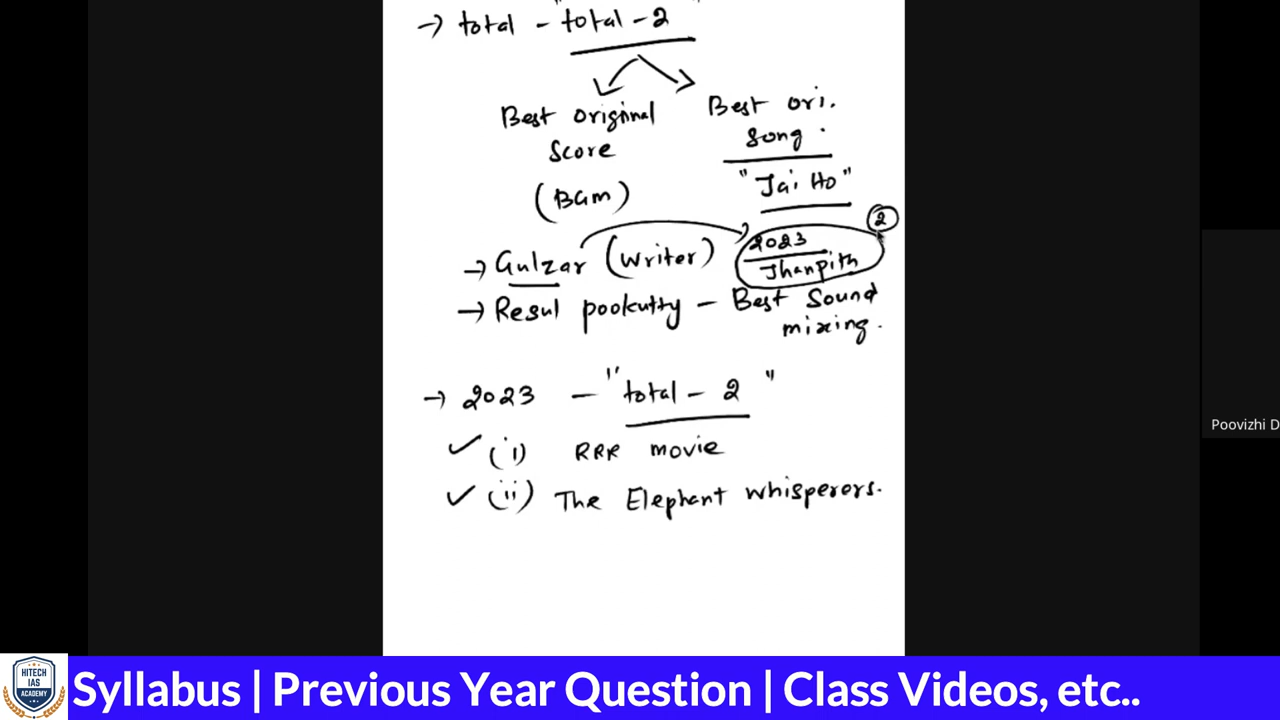 → total - "total - 2"
Best Original Score
Best ori. Song.
(BGM)
"Jai Ho"
→ Gulzar (Writer)
2023
Jhanpith
2
→ Resul pookutty - Best Sound mixing.
→ 2023 - "total - 2"
✓ (i) RRR movie
✓ (ii) The Elephant Whisperers.
Poovizhi D
HITECH
IAS
ACADEMY
Syllabus | Previous Year Question | Class Videos, etc..